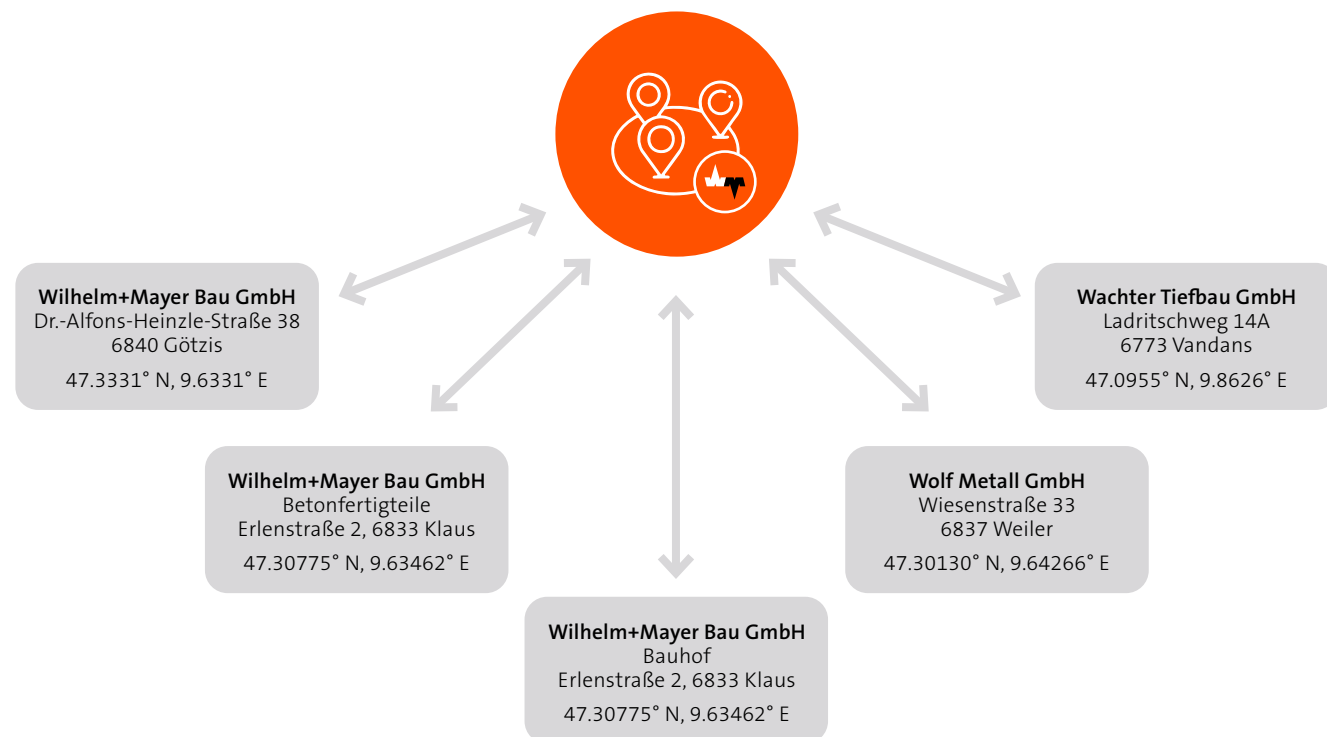 Wilhelm+Mayer Bau GmbH
Dr.-Alfons-Heinzle-Straße 38
6840 Götzis
47.3331° N, 9.6331° E
Wilhelm+Mayer Bau GmbH
Betonfertigteile
Erlenstraße 2, 6833 Klaus
47.30775° N, 9.63462° E
Wilhelm+Mayer Bau GmbH
Bauhof
Erlenstraße 2, 6833 Klaus
47.30775° N, 9.63462° E
Wolf Metall GmbH
Wiesenstraße 33
6837 Weiler
47.30130° N, 9.64266° E
Wachter Tiefbau GmbH
Ladritschweg 14A
6773 Vandans
47.0955° N, 9.8626° E